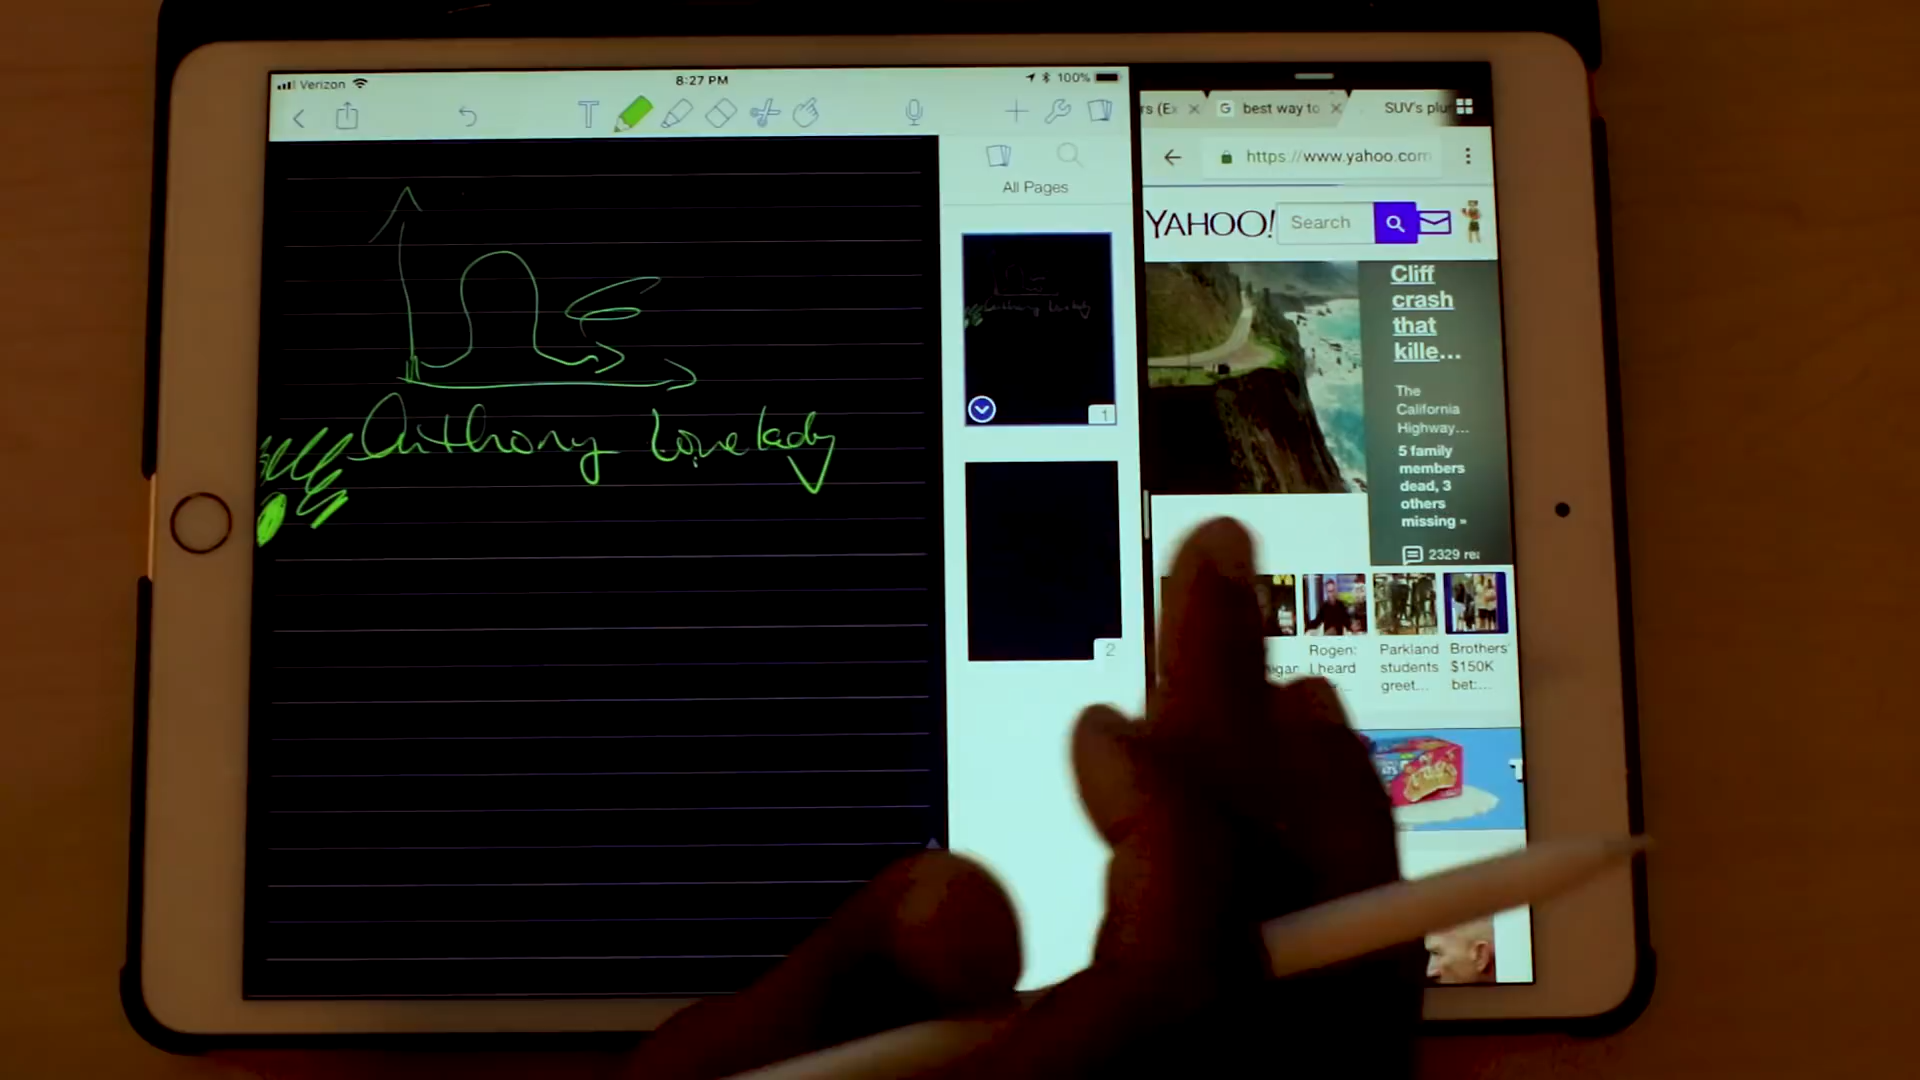 Verizon
8:27 PM
100%
T
All Pages
1
2
Anthony Lovelady
best way to
SUV's plu
https://www.yahoo.com
YAHOO!
Search
Cliff
crash
that
kille...
The
California
Highway...
5 family
members
dead, 3
others
missing »
2329 re
Rogen:
I heard
Parkland
students
greet...
Brothers'
$150K
bet:...